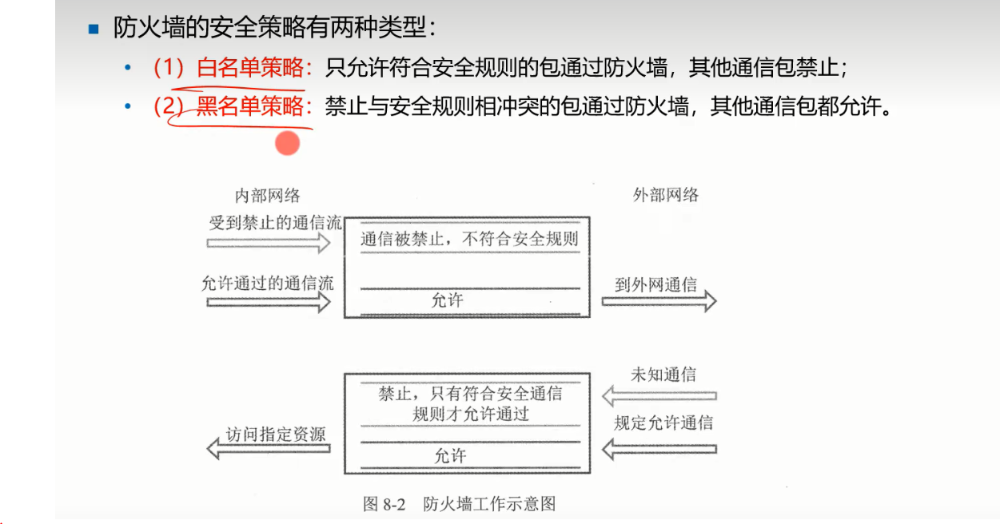 防火墙的安全策略有两种类型：
（1）白名单策略：只允许符合安全规则的包通过防火墙，其他通信包禁止；
（2）黑名单策略：禁止与安全规则相冲突的包通过防火墙，其他通信包都允许。
内部网络
外部网络
受到禁止的通信流
通信被禁止，不符合安全规则
允许通过的通信流
允许
到外网通信
未知通信
禁止，只有符合安全通信
规则才允许通过
规定允许通信
访问指定资源
允许
图 8-2 防火墙工作示意图